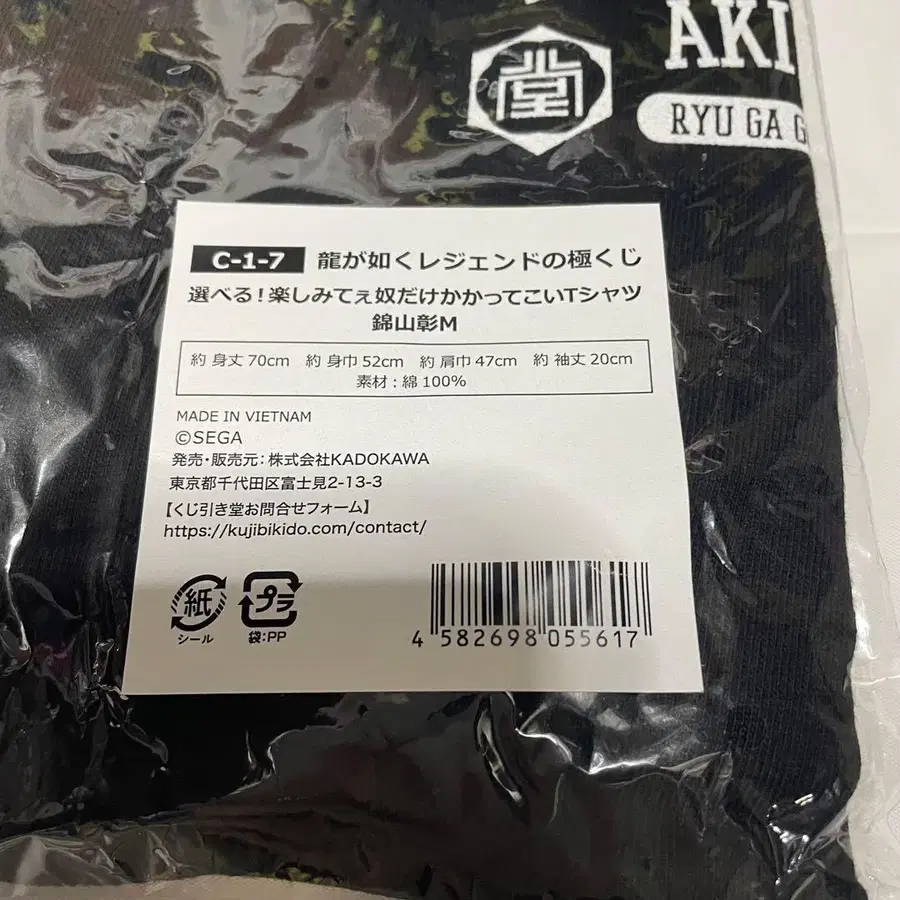 堂
AKI
RYU GA G
C-1-7 龍が如くレジェンドの極くじ
選べる！楽しみてぇ奴だけかかってこいTシャツ
錦山彰M
約 身丈 70cm 約 身巾 52cm 約 肩巾 47cm 約 袖丈 20cm
素材：綿 100%
MADE IN VIETNAM
©SEGA
発売・販売元：株式会社KADOKAWA
東京都千代田区富士見2-13-3
【くじ引き堂お問合せフォーム】
https://kujibikido.com/contact/
紙
シール
プラ
袋:PP
4 582698 055617